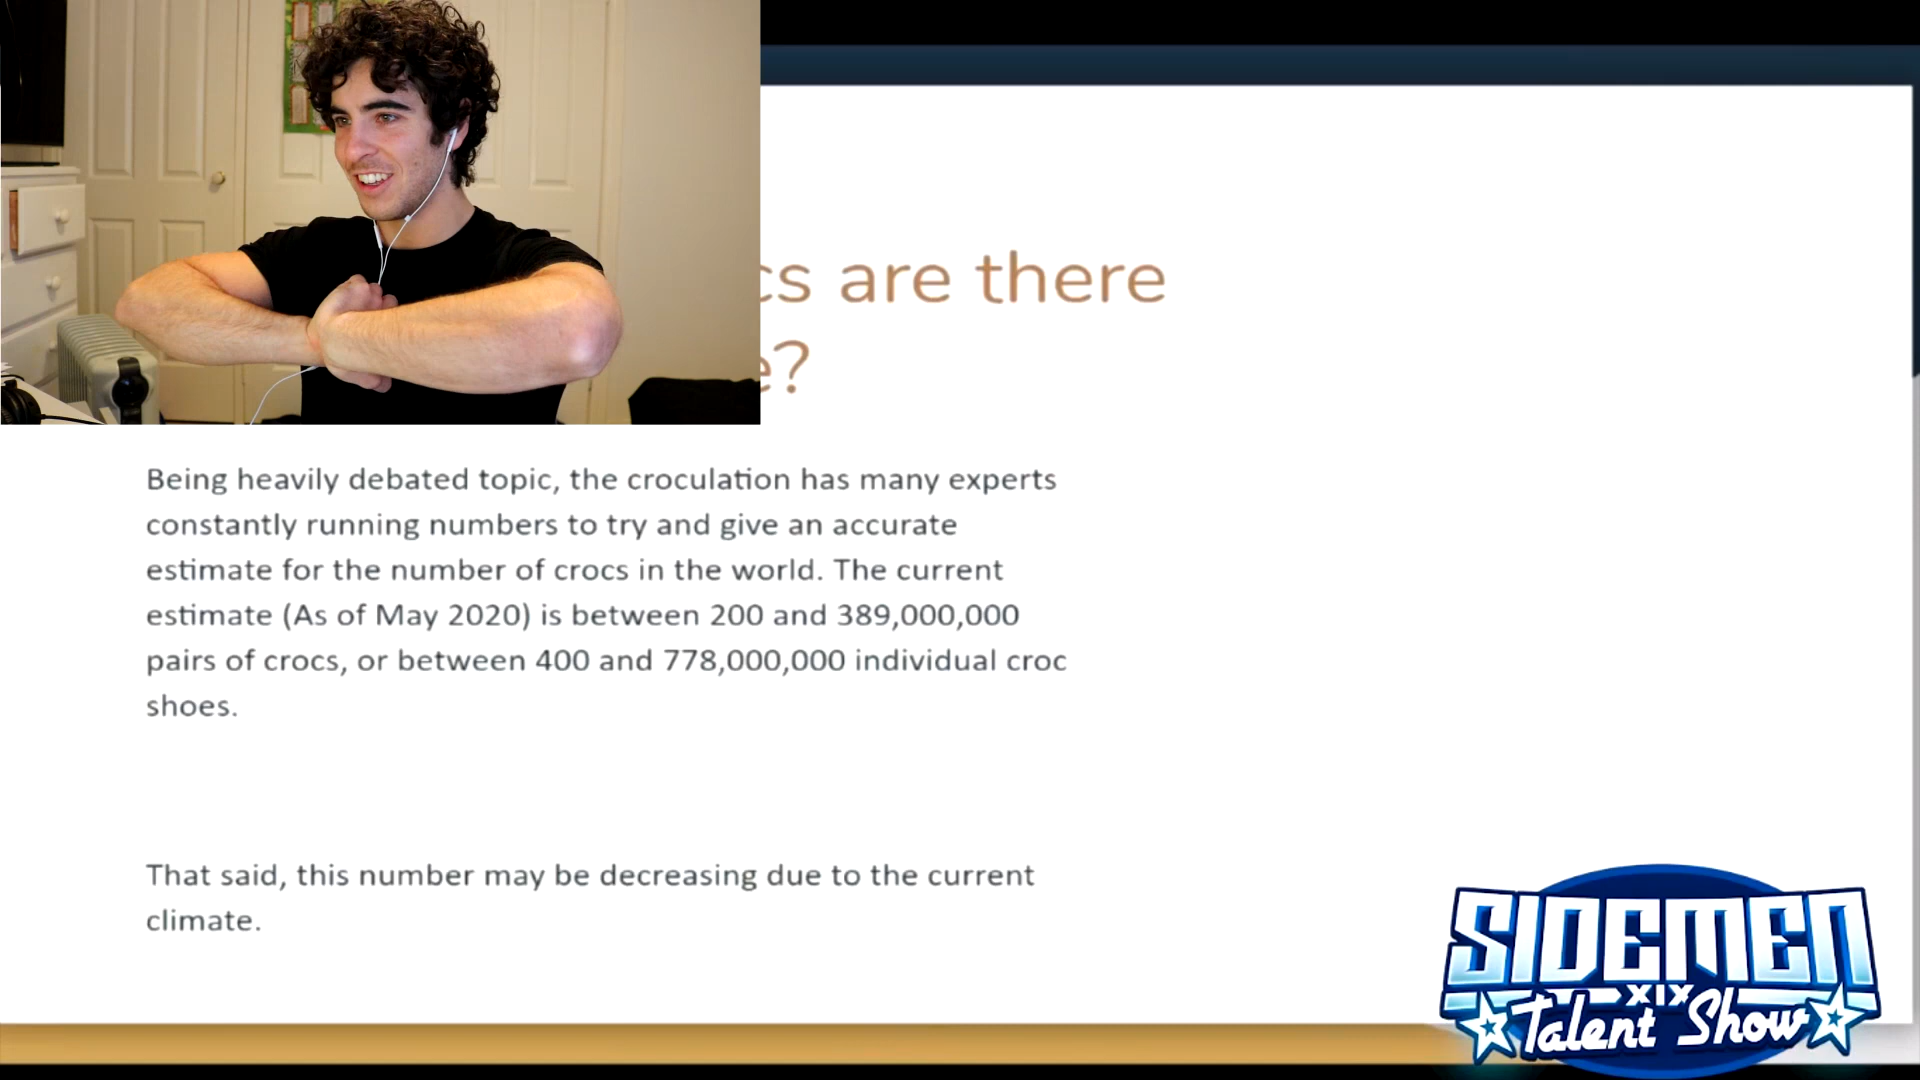 cs are there
e?
Being heavily debated topic, the croculation has many experts
constantly running numbers to try and give an accurate
estimate for the number of crocs in the world. The current
estimate (As of May 2020) is between 200 and 389,000,000
pairs of crocs, or between 400 and 778,000,000 individual croc
shoes.
That said, this number may be decreasing due to the current
climate.
SIDEMEN
XIX
Talent Show